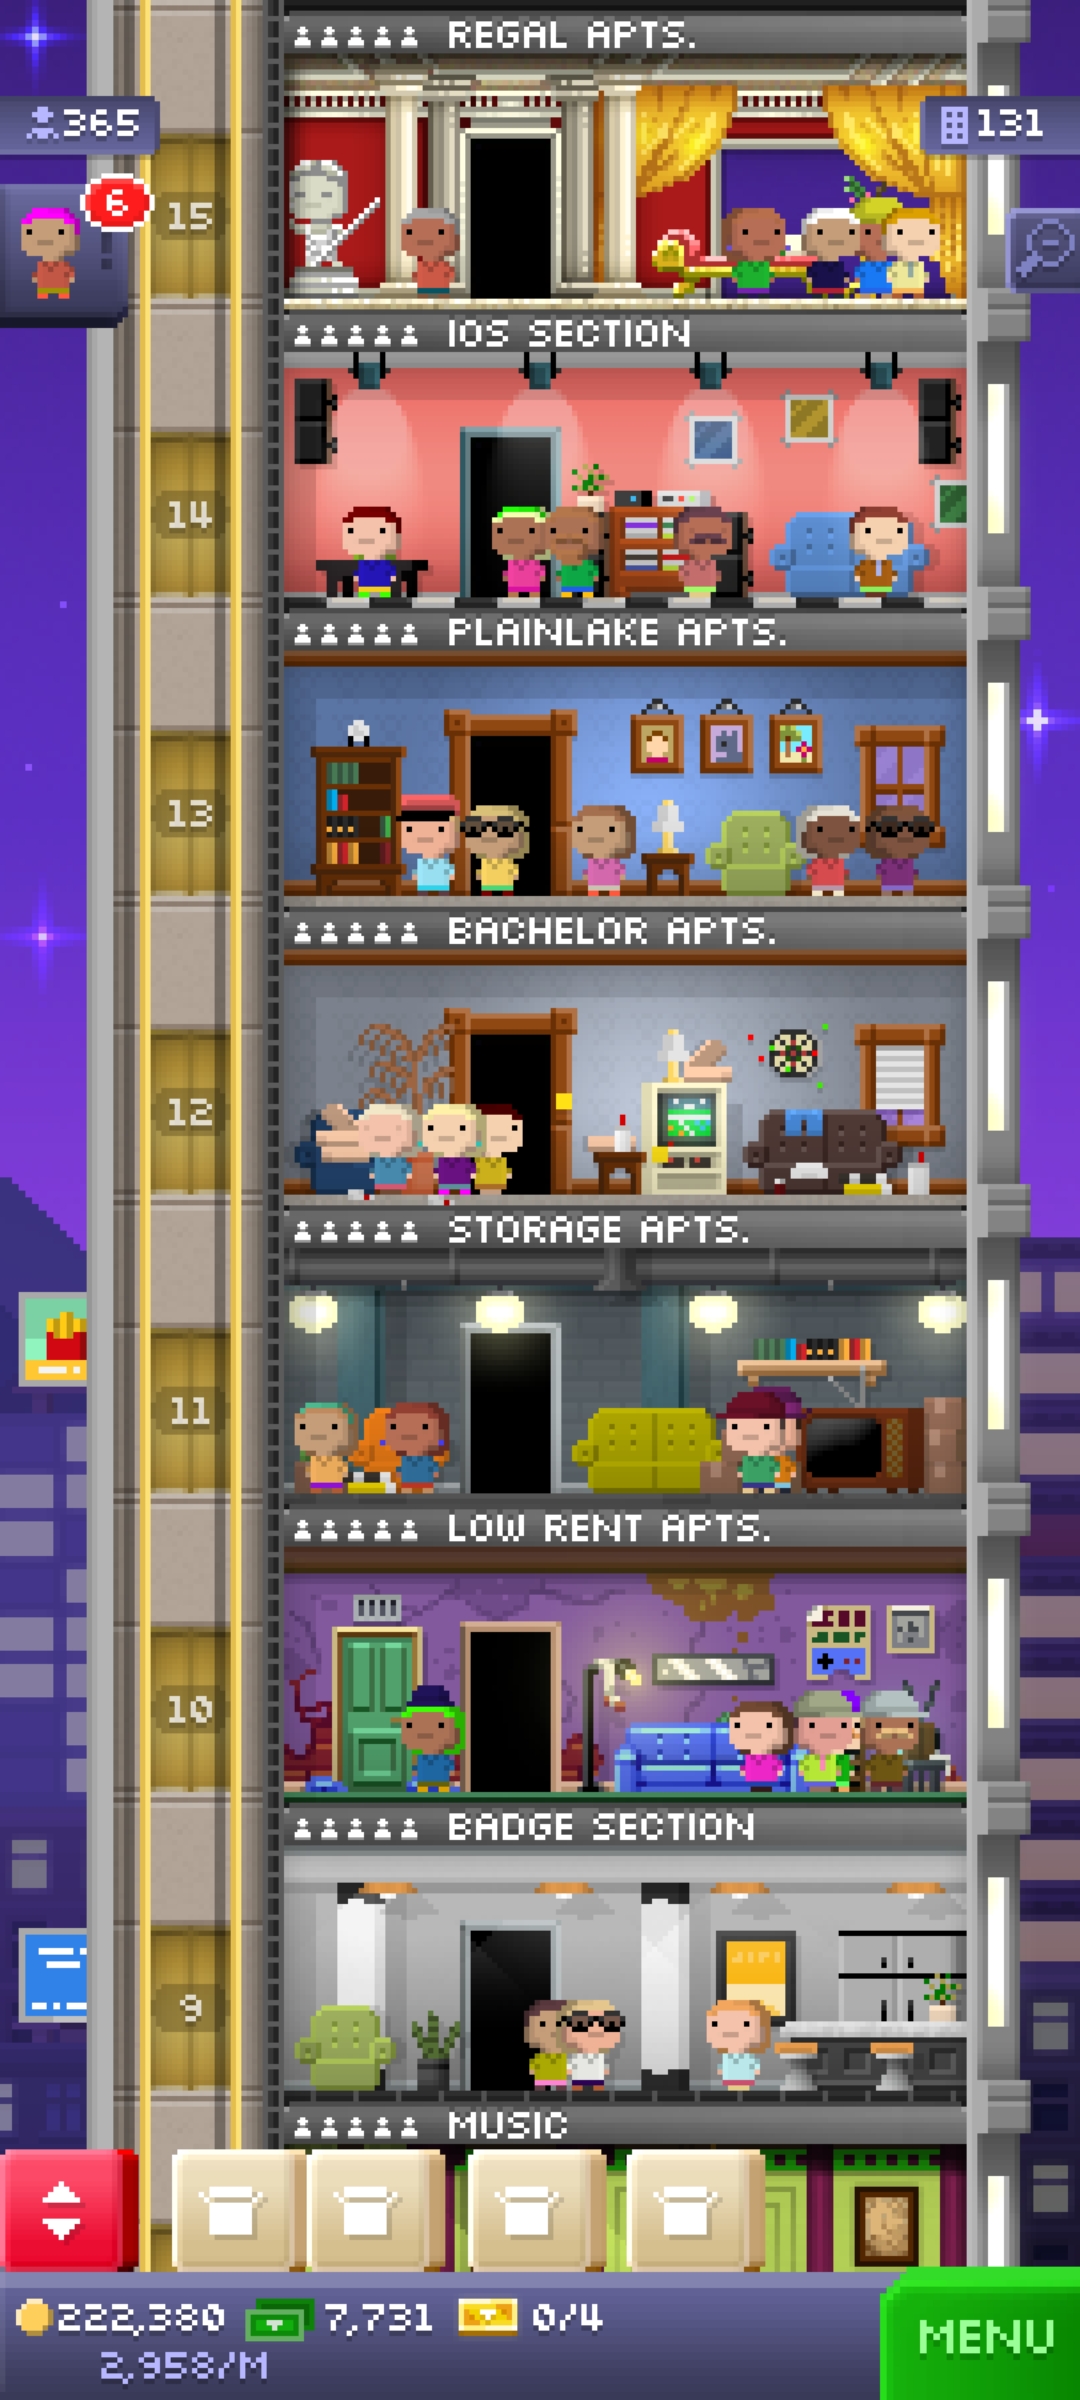 REGAL APTS.
365
131
6
15
IOS SECTION
14
PLAINLAKE APTS.
13
BACHELOR APTS.
12
STORAGE APTS.
11
LOW RENT APTS.
10
BADGE SECTION
9
MUSIC
222,380 7,731 0/4
2,958/M
MENU